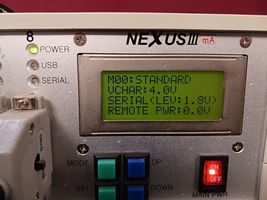 8
NEXUSIII mA
POWER
USB
SERIAL
M00:STANDARD
VCHAR:4.0V
SERIAL(LEV:1.8V)
REMOTE PWR:0.0V
MODE UP
SET DOWN
ON
OFF
MAIN PWR